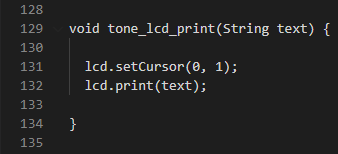 128
129 void tone_lcd_print(String text) {
130
131 lcd.setCursor(0, 1);
132 lcd.print(text);
133
134 }
135